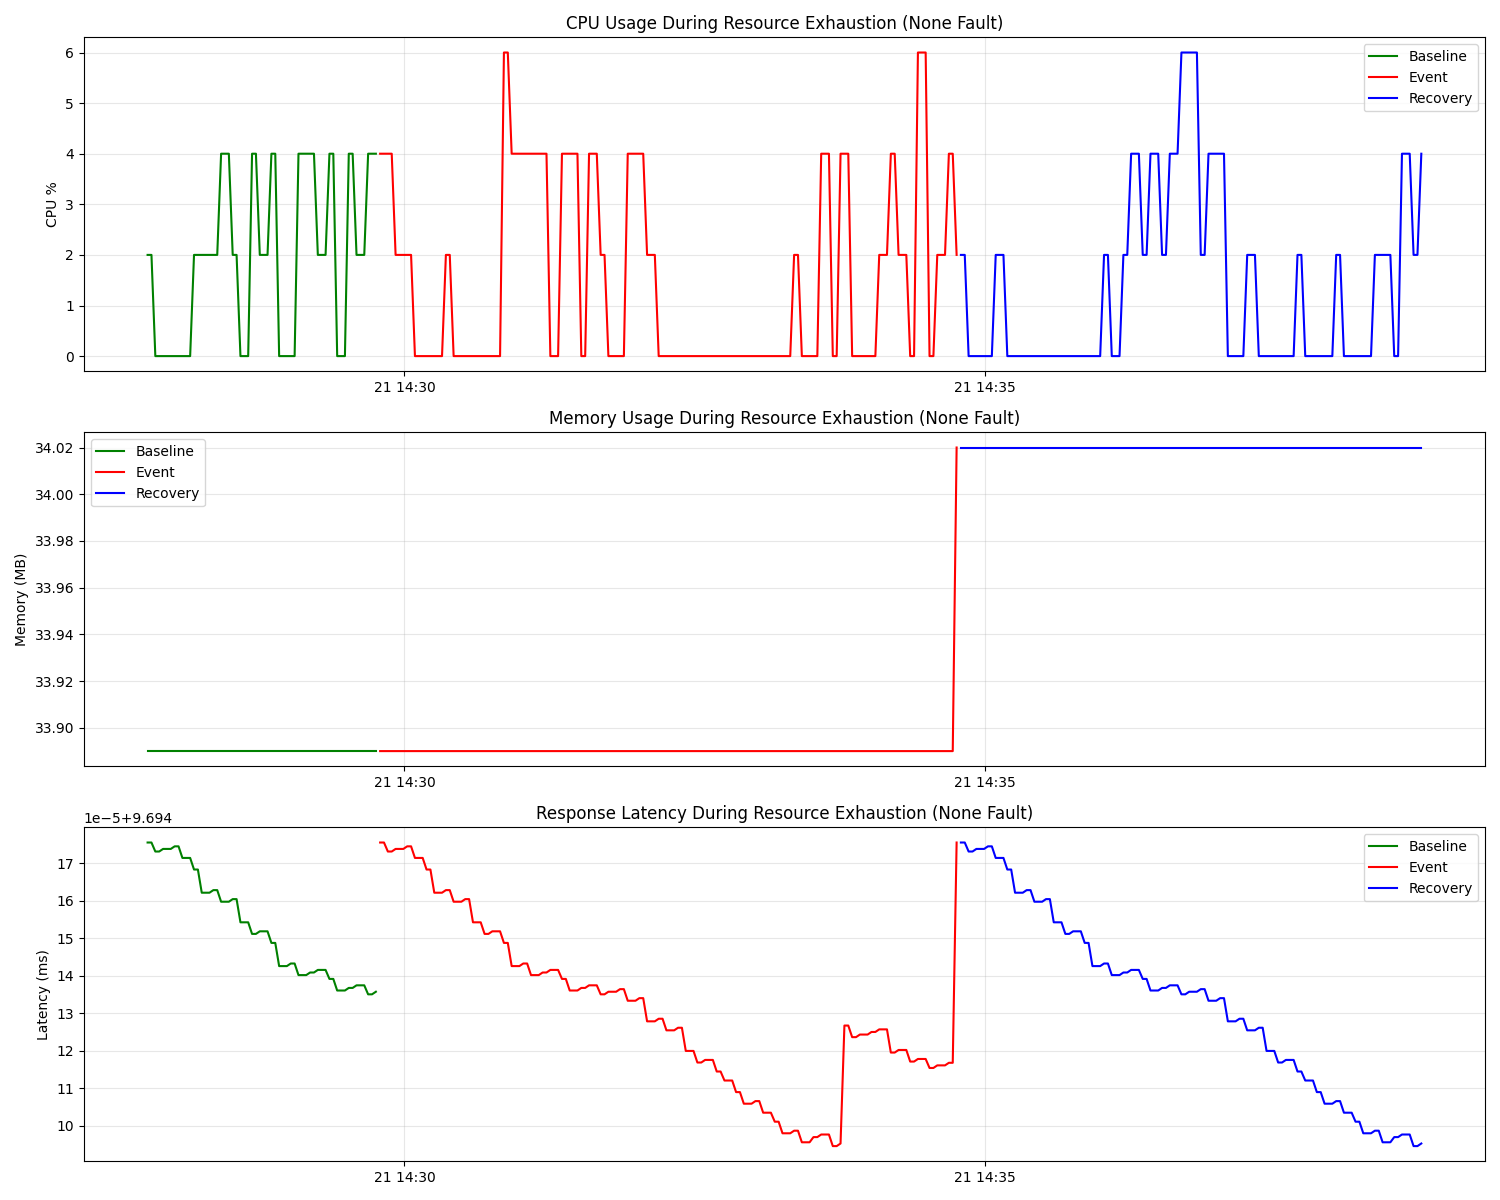 CPU Usage During Resource Exhaustion (None Fault)
CPU %
6
5
4
3
2
1
0
Baseline
Event
Recovery
21 14:30
21 14:35
Memory Usage During Resource Exhaustion (None Fault)
Memory (MB)
34.02
34.00
33.98
33.96
33.94
33.92
33.90
Baseline
Event
Recovery
21 14:30
21 14:35
Response Latency During Resource Exhaustion (None Fault)
1e−5+9.694
Latency (ms)
17
16
15
14
13
12
11
10
Baseline
Event
Recovery
21 14:30
21 14:35